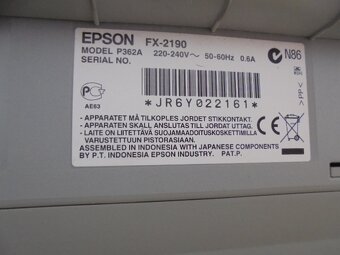 EPSON FX-2190
MODEL P362A 220-240V~ 50-60Hz 0.6A
SERIAL NO.
N86
AE63
>PP<
*JR6Y022161*
- APPARATET MÅ TILKOPLES JORDET STIKKONTAKT.
- APPARATEN SKALL ANSLUTAS TILL JORDAT UTTAG.
- LAITE ON LIITETTÄVÄ SUOJAMAADOITUSKOSKETTIMILLA
VARUSTETTUUN PISTORASIAAN.
ASSEMBLED IN INDONESIA WITH JAPANESE COMPONENTS
BY P.T. INDONESIA EPSON INDUSTRY. PAT.P.